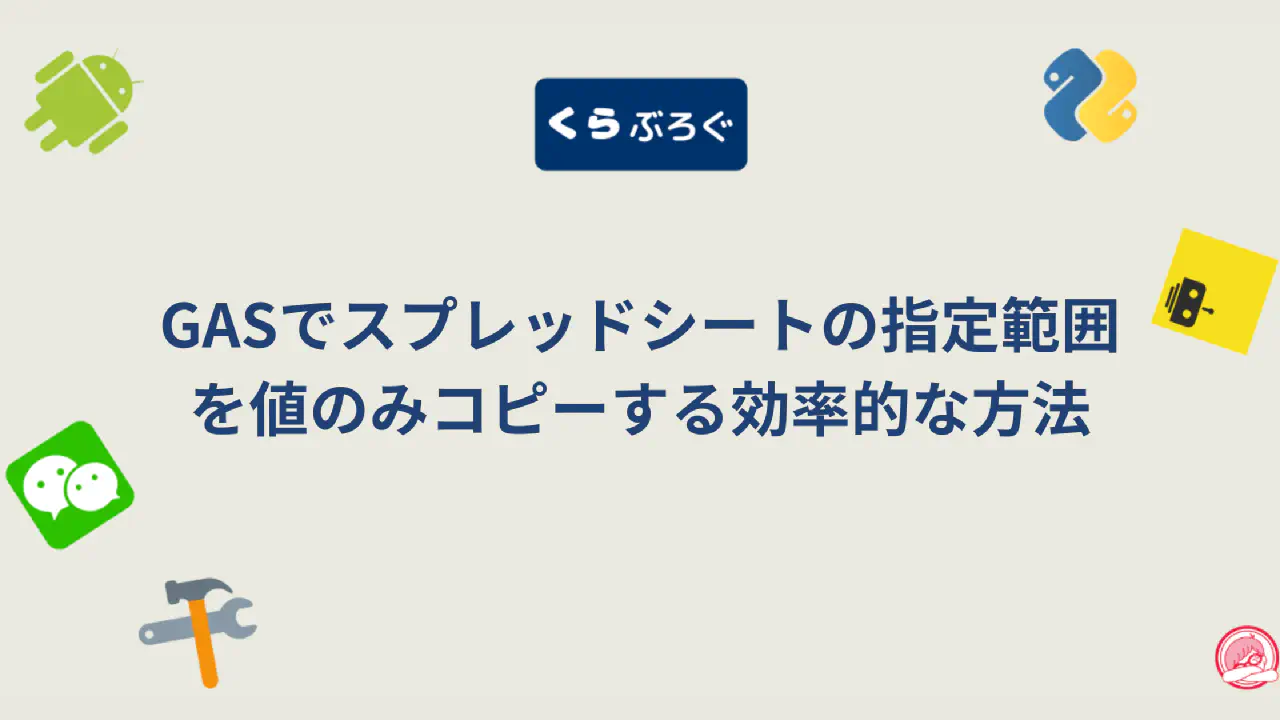 くらぶろぐ
GASでスプレッドシートの指定範囲
を値のみコピーする効率的な方法